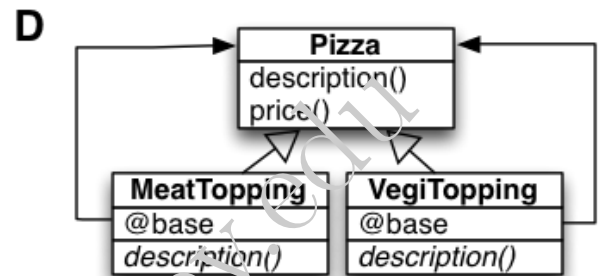 D
Pizza
description()
price()
MeatTopping
@base
description()
VegiTopping
@base
description()